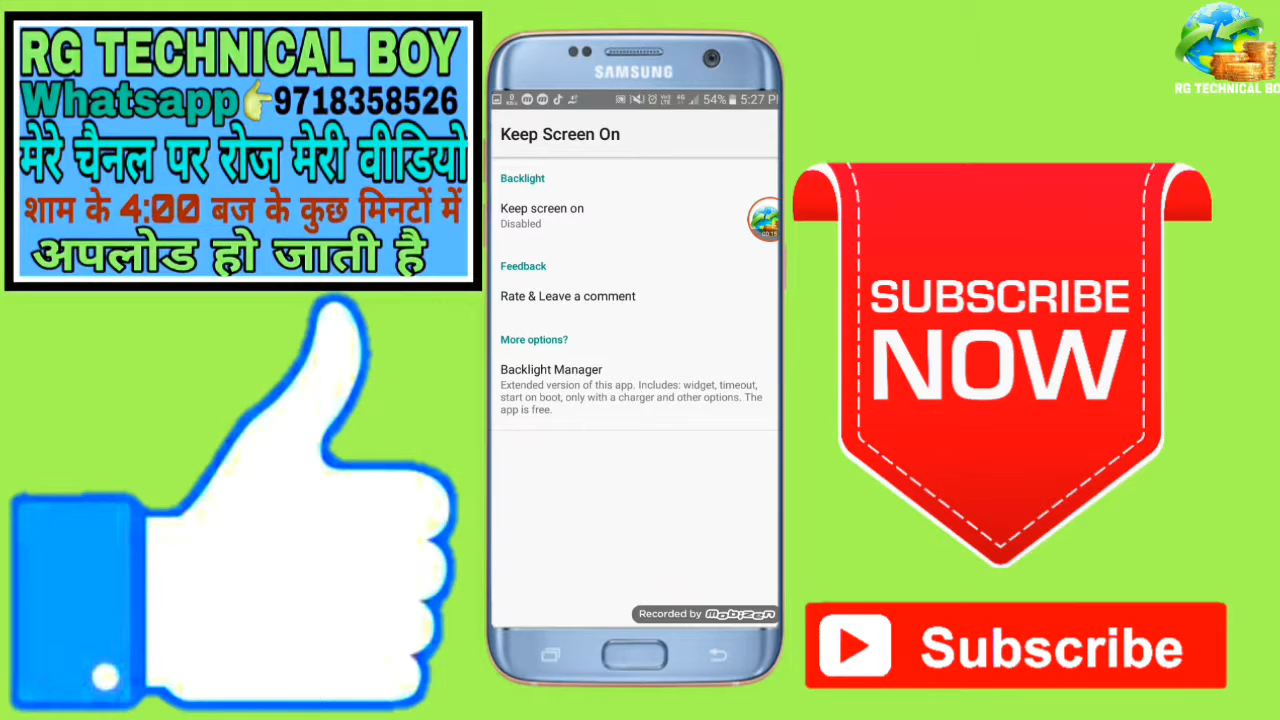 RG TECHNICAL BOY
Whatsapp👉9718358526
मेरे चैनल पर रोज मेरी वीडियो
शाम के 4:00 बज के कुछ मिनटों में
अपलोड हो जाती है
SAMSUNG
54% 5:27 P
Keep Screen On
Backlight
Keep screen on
Disabled
Feedback
Rate & Leave a comment
More options?
Backlight Manager
Extended version of this app. Includes: widget, timeout,
start on boot, only with a charger and other options. The
app is free.
Recorded by mobizen
RG TECHNICAL BO
SUBSCRIBE
NOW
Subscribe